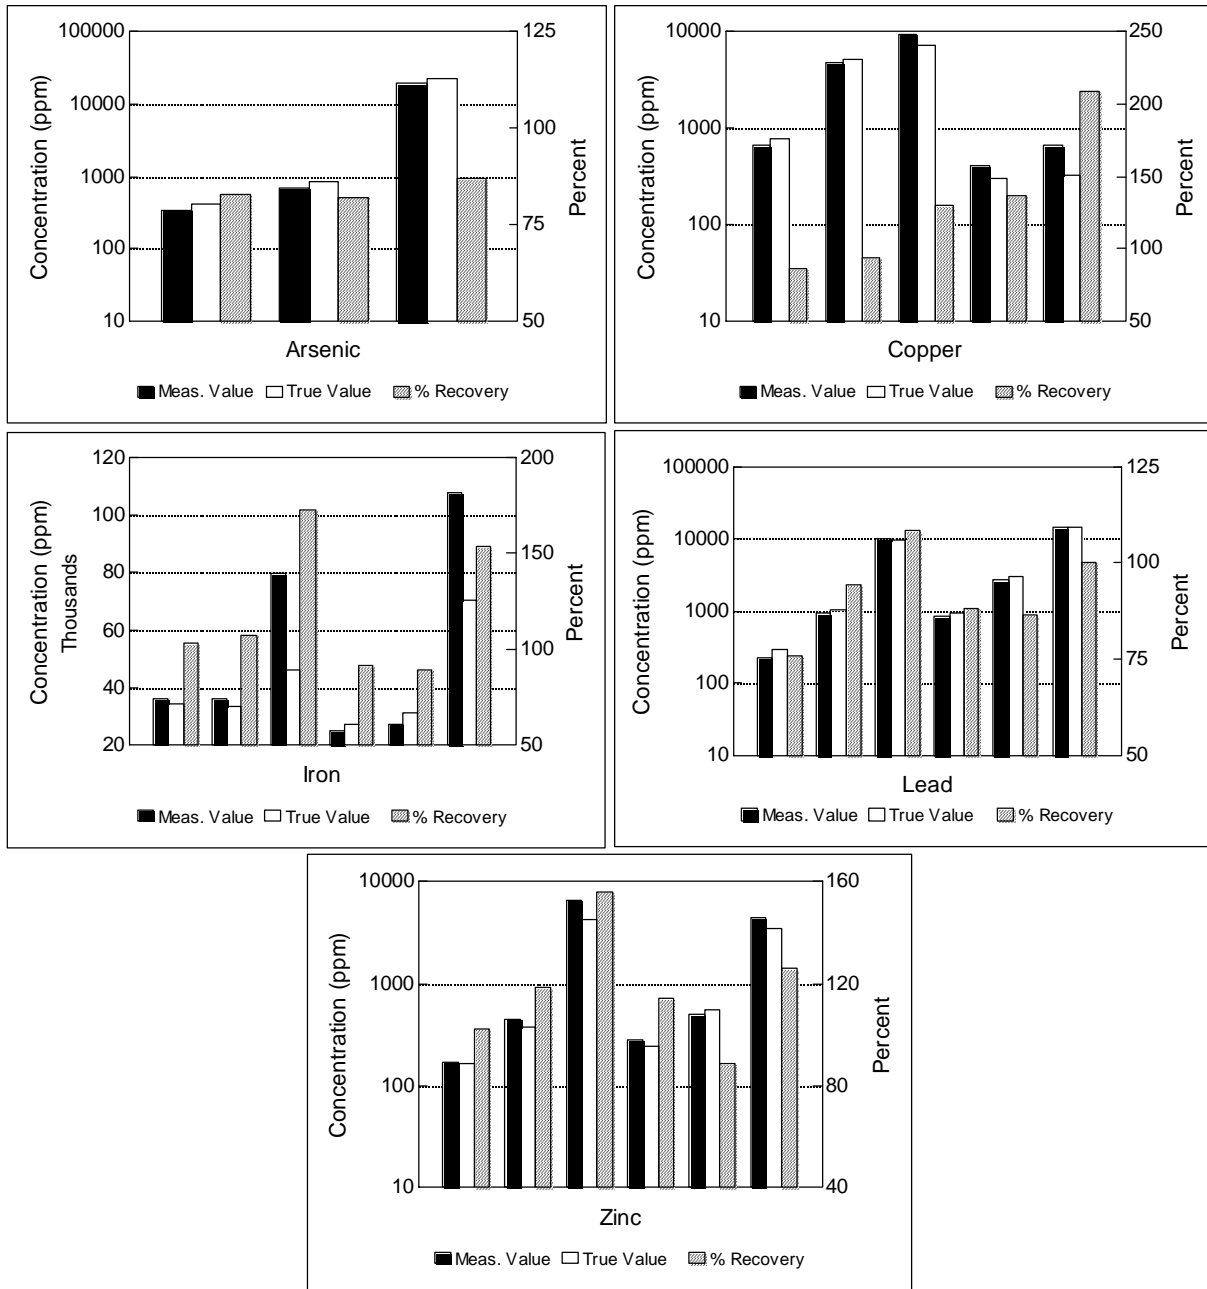 100000
10000
1000
100
10
Concentration (ppm)
125
100
75
50
Percent
Arsenic
Meas. Value True Value % Recovery
10000
1000
100
10
Concentration (ppm)
250
200
150
100
50
Percent
Copper
Meas. Value True Value % Recovery
120
100
80
60
40
20
Concentration (ppm)
Thousands
200
150
100
50
Percent
Iron
Meas. Value True Value % Recovery
100000
10000
1000
100
10
Concentration (ppm)
125
100
75
50
Percent
Lead
Meas. Value True Value % Recovery
10000
1000
100
10
Concentration (ppm)
160
120
80
40
Percent
Zinc
Meas. Value True Value % Recovery